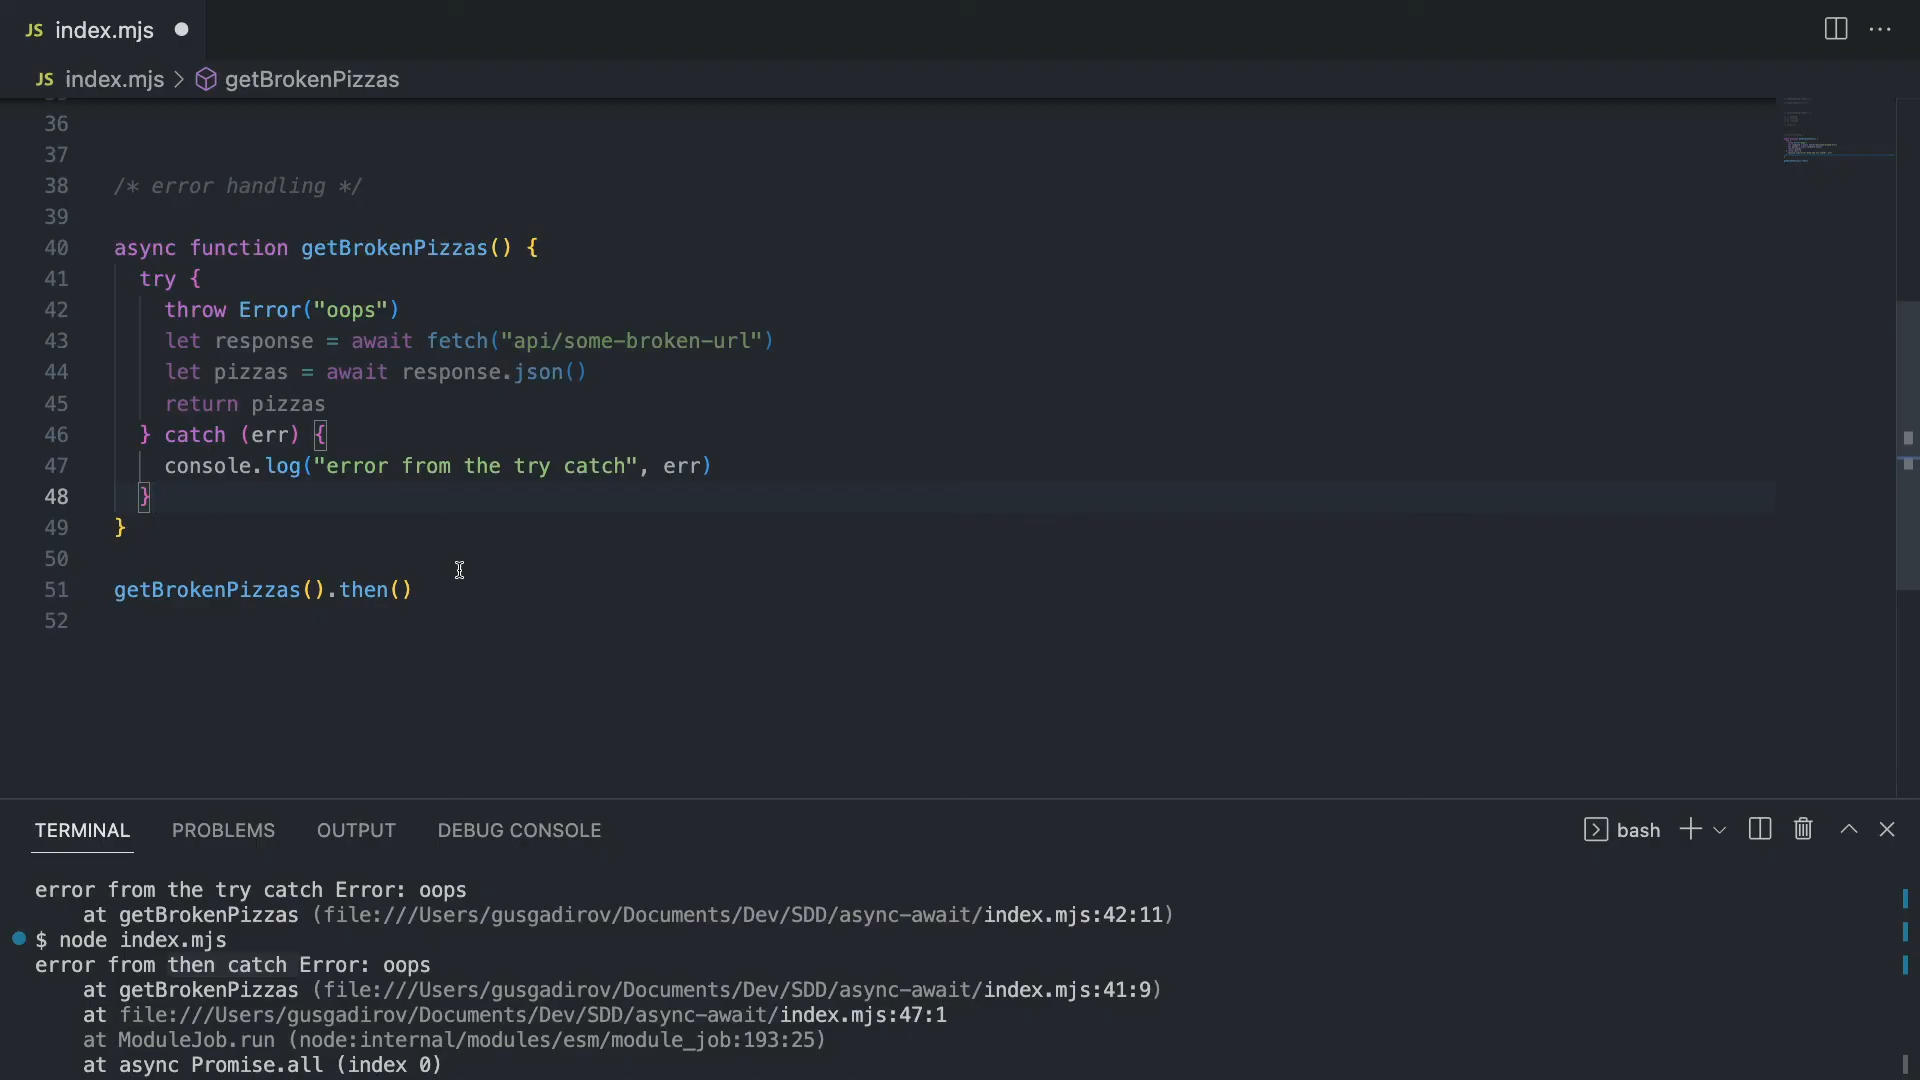 JS index.mjs
JS index.mjs > getBrokenPizzas
36
37
38 /* error handling */
39
40 async function getBrokenPizzas() {
41 try {
42 throw Error("oops")
43 let response = await fetch("api/some-broken-url")
44 let pizzas = await response.json()
45 return pizzas
46 } catch (err) {
47 console.log("error from the try catch", err)
48 }
49 }
50
51 getBrokenPizzas().then()
52
TERMINAL PROBLEMS OUTPUT DEBUG CONSOLE bash
error from the try catch Error: oops
at getBrokenPizzas (file:///Users/gusgadirov/Documents/Dev/SDD/async-await/index.mjs:42:11)
$ node index.mjs
error from then catch Error: oops
at getBrokenPizzas (file:///Users/gusgadirov/Documents/Dev/SDD/async-await/index.mjs:41:9)
at file:///Users/gusgadirov/Documents/Dev/SDD/async-await/index.mjs:47:1
at ModuleJob.run (node:internal/modules/esm/module_job:193:25)
at async Promise.all (index 0)